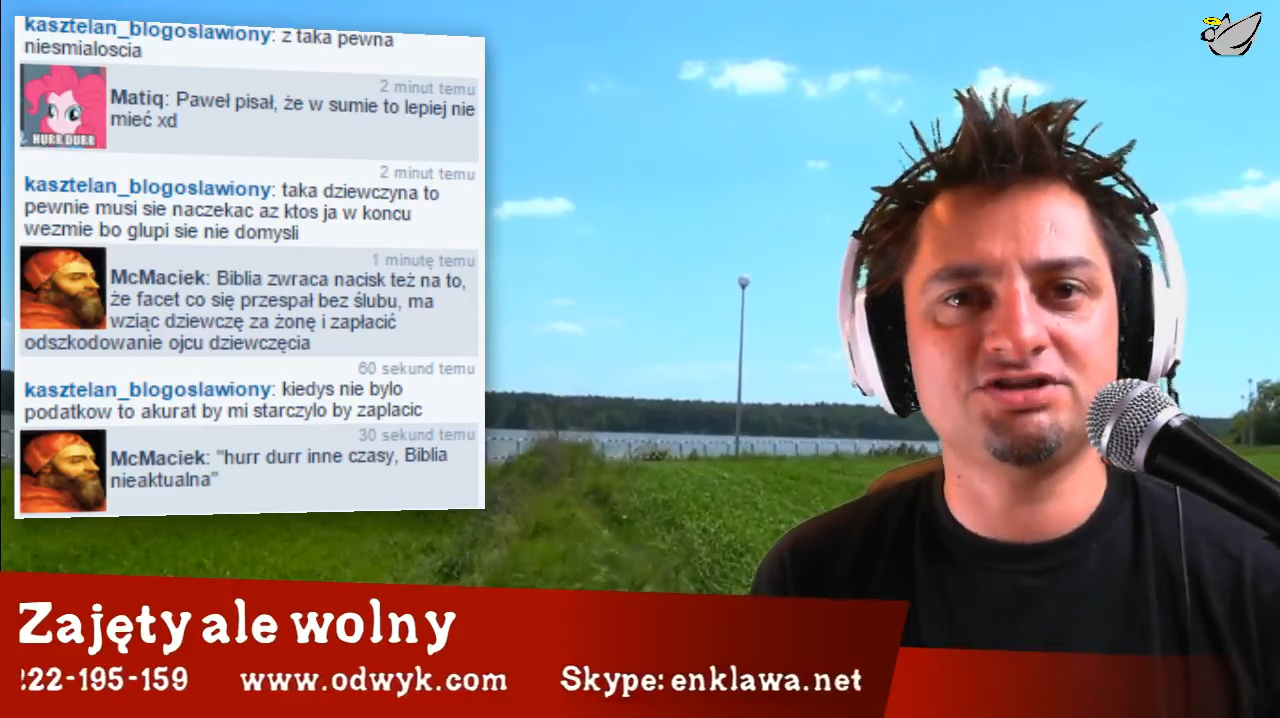 kasztelan_blogoslawiony: z taka pewna
niesmialoscia
2 minut temu
Matiq: Paweł pisał, że w sumie to lepiej nie
mieć xd
HURR DURR
2 minut temu
kasztelan_blogoslawiony: taka dziewczyna to
pewnie musi sie naczekac az ktos ja w koncu
wezmie bo glupi sie nie domysli
1 minutę temu
McMaciek: Biblia zwraca nacisk też na to,
że facet co się przespał bez ślubu, ma
wziąc dziewczę za żonę i zapłacić
odszkodowanie ojcu dziewczęcia
60 sekund temu
kasztelan_blogoslawiony: kiedys nie bylo
podatkow to akurat by mi starczylo by zaplacic
30 sekund temu
McMaciek: "hurr durr inne czasy, Biblia
nieaktualna"
Zajęty ale wolny
22-195-159 www.odwyk.com Skype: enklawa.net